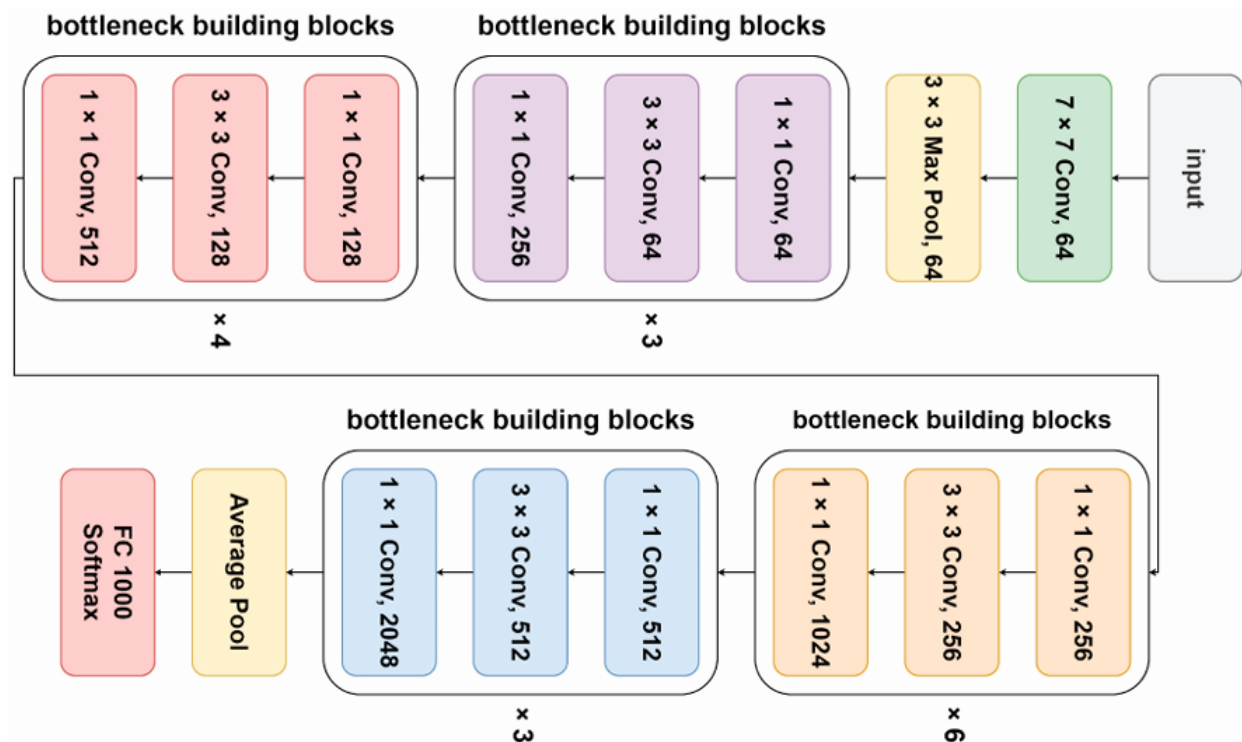 bottleneck building blocks
bottleneck building blocks
input
7 × 7 Conv, 64
3 × 3 Max Pool, 64
1 × 1 Conv, 64
3 × 3 Conv, 64
1 × 1 Conv, 256
× 3
1 × 1 Conv, 128
3 × 3 Conv, 128
1 × 1 Conv, 512
× 4
bottleneck building blocks
bottleneck building blocks
1 × 1 Conv, 256
3 × 3 Conv, 256
1 × 1 Conv, 1024
× 6
1 × 1 Conv, 512
3 × 3 Conv, 512
1 × 1 Conv, 2048
× 3
Average Pool
FC 1000
Softmax